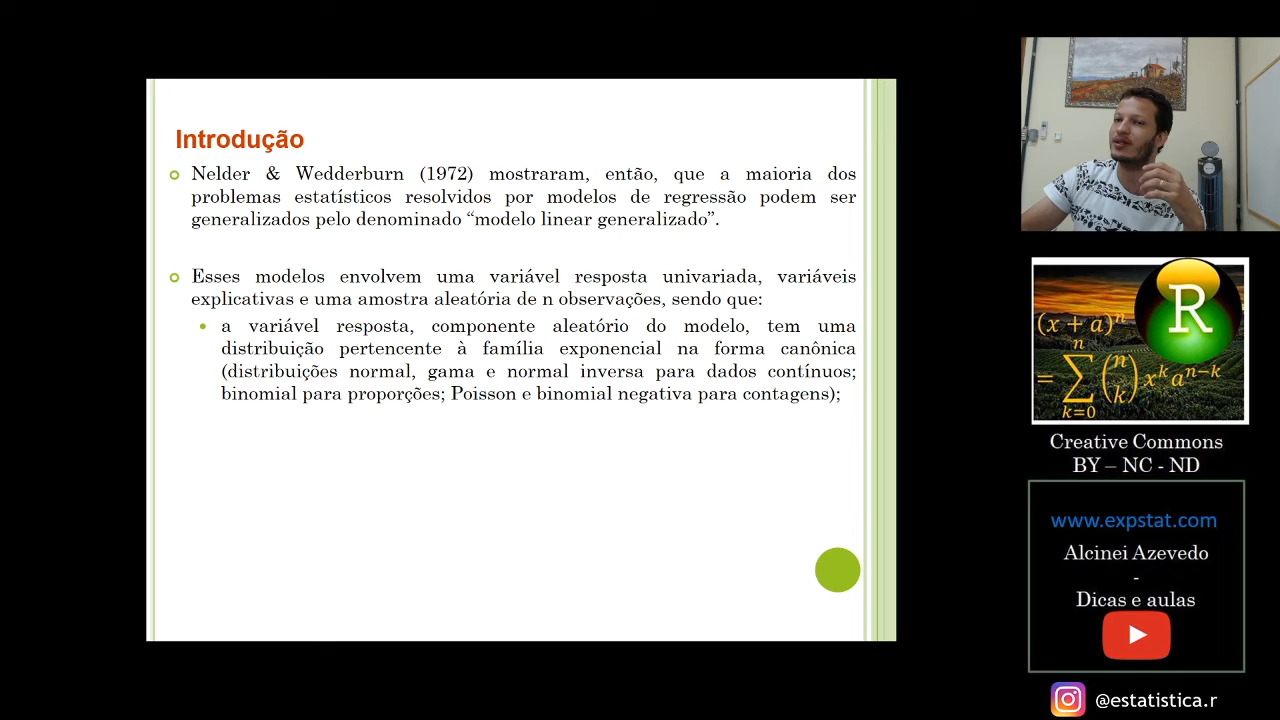 Introdução
Nelder & Wedderburn (1972) mostraram, então, que a maioria dos
problemas estatísticos resolvidos por modelos de regressão podem ser
generalizados pelo denominado “modelo linear generalizado”.
Esses modelos envolvem uma variável resposta univariada, variáveis
explicativas e uma amostra aleatória de n observações, sendo que:
a variável resposta, componente aleatório do modelo, tem uma
distribuição pertencente à família exponencial na forma canônica
(distribuições normal, gama e normal inversa para dados contínuos;
binomial para proporções; Poisson e binomial negativa para contagens);
R
(x + a)^n
= ∑_{k=0}^{n} (n k) x^k a^{n−k}
Creative Commons
BY – NC - ND
www.expstat.com
Alcinei Azevedo
-
Dicas e aulas
@estatistica.r